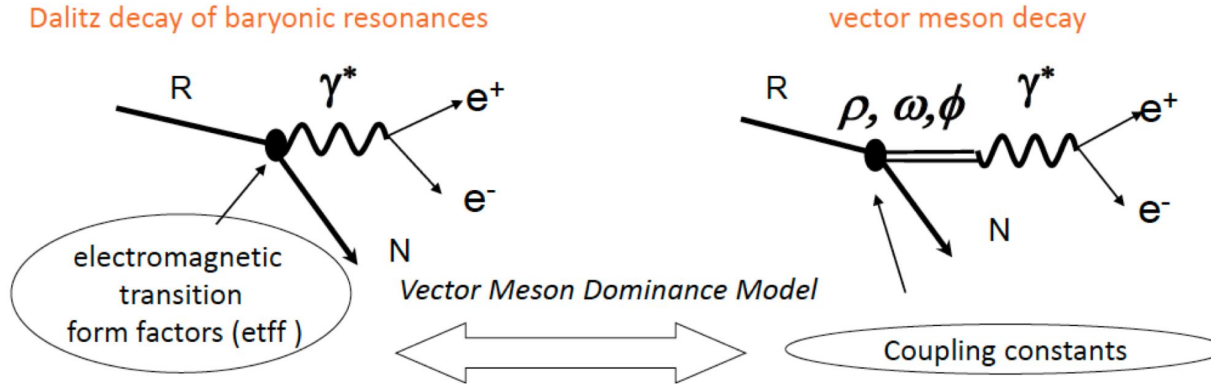 Dalitz decay of baryonic resonances
vector meson decay
R
γ*
e+
e-
N
R
ρ, ω,ϕ
γ*
e+
e-
N
electromagnetic
transition
form factors (etff )
Vector Meson Dominance Model
Coupling constants